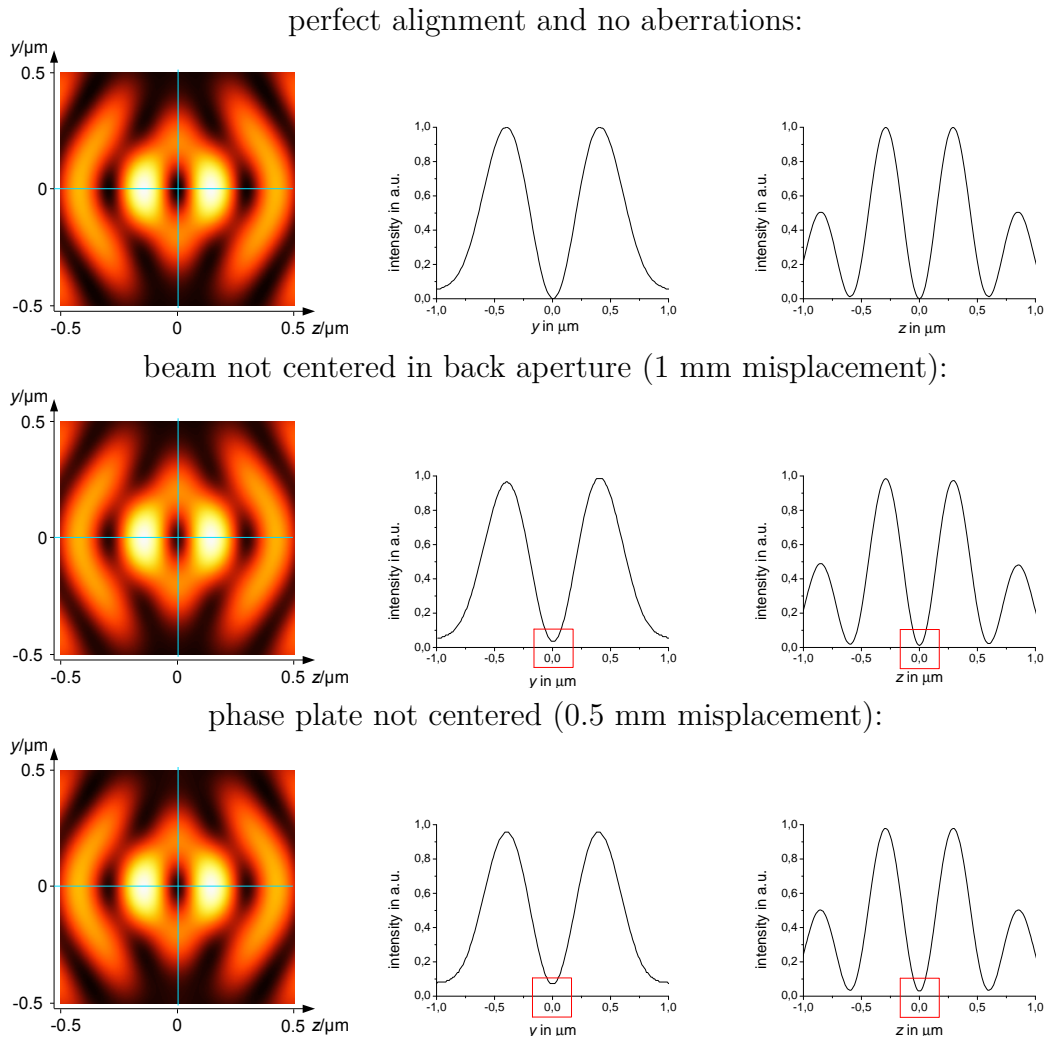 perfect alignment and no aberrations:
y/µm
0.5
0
-0.5
-0.5 0 0.5 z/µm
intensity in a.u.
1,0
0,8
0,6
0,4
0,2
0,0
-1,0 -0,5 0,0 0,5 1,0
y in µm
intensity in a.u.
1,0
0,8
0,6
0,4
0,2
0,0
-1,0 -0,5 0,0 0,5 1,0
z in µm
beam not centered in back aperture (1 mm misplacement):
y/µm
0.5
0
-0.5
-0.5 0 0.5 z/µm
intensity in a.u.
1,0
0,8
0,6
0,4
0,2
0,0
-1,0 -0,5 0,0 0,5 1,0
y in µm
intensity in a.u.
1,0
0,8
0,6
0,4
0,2
0,0
-1,0 -0,5 0,0 0,5 1,0
z in µm
phase plate not centered (0.5 mm misplacement):
y/µm
0.5
0
-0.5
-0.5 0 0.5 z/µm
intensity in a.u.
1,0
0,8
0,6
0,4
0,2
0,0
-1,0 -0,5 0,0 0,5 1,0
y in µm
intensity in a.u.
1,0
0,8
0,6
0,4
0,2
0,0
-1,0 -0,5 0,0 0,5 1,0
z in µm